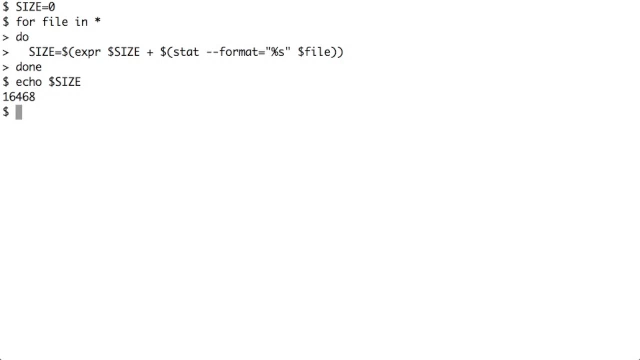 $ SIZE=0
$ for file in *
> do
>   SIZE=$(expr $SIZE + $(stat --format="%s" $file))
> done
$ echo $SIZE
16468
$